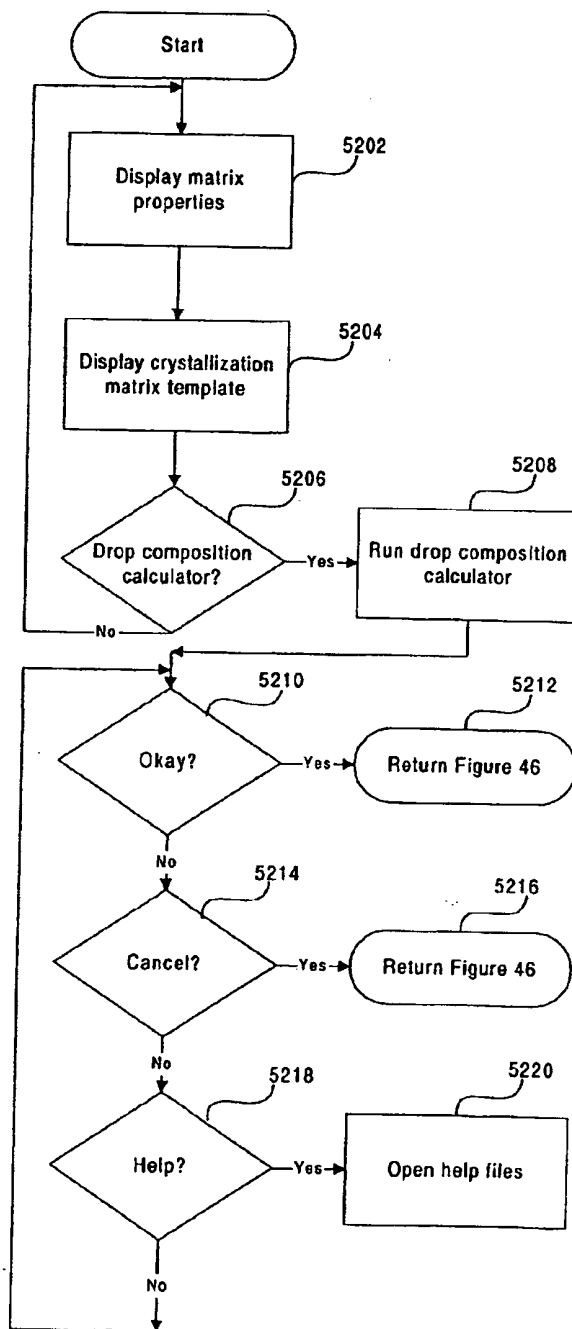 Start
5202
Display matrix
properties
5204
Display crystallization
matrix template
5206
5208
Drop composition
calculator?
Yes
Run drop composition
calculator
No
5210
5212
Okay?
Yes
Return Figure 46
No
5214
5216
Cancel?
Yes
Return Figure 46
No
5218
5220
Help?
Yes
Open help files
No